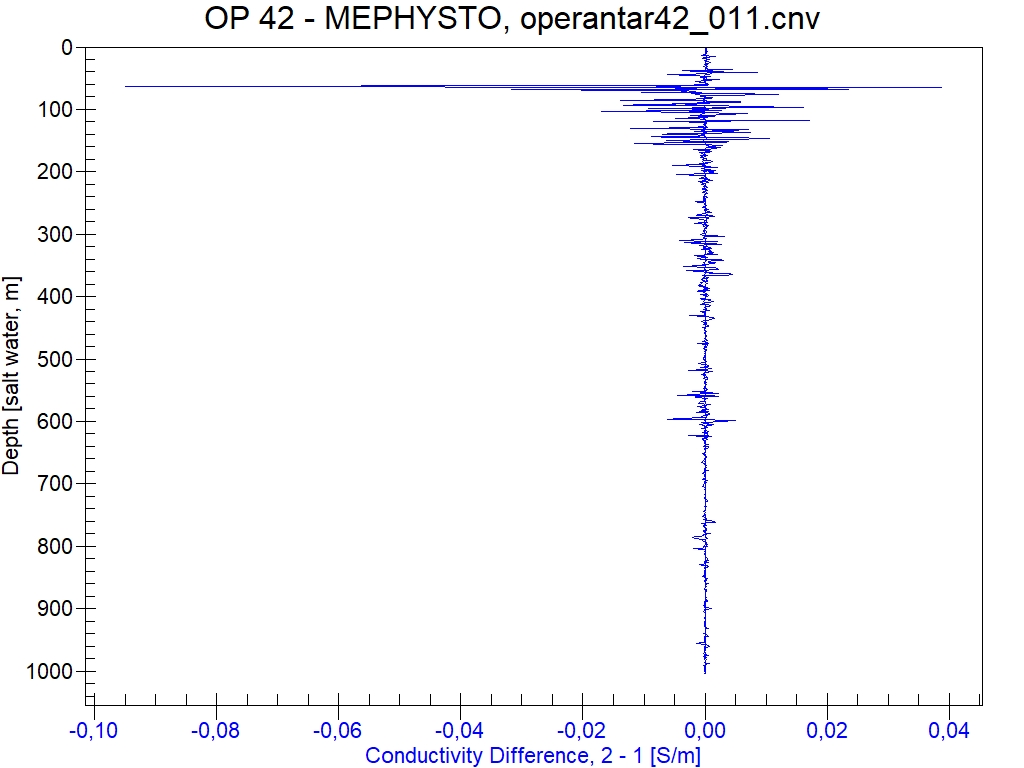 OP 42 - MEPHYSTO, operantar42_011.cnv
0
100
200
300
400
500
600
700
800
900
1000
Depth [salt water, m]
-0,10 -0,08 -0,06 -0,04 -0,02 0,00 0,02 0,04
Conductivity Difference, 2 - 1 [S/m]